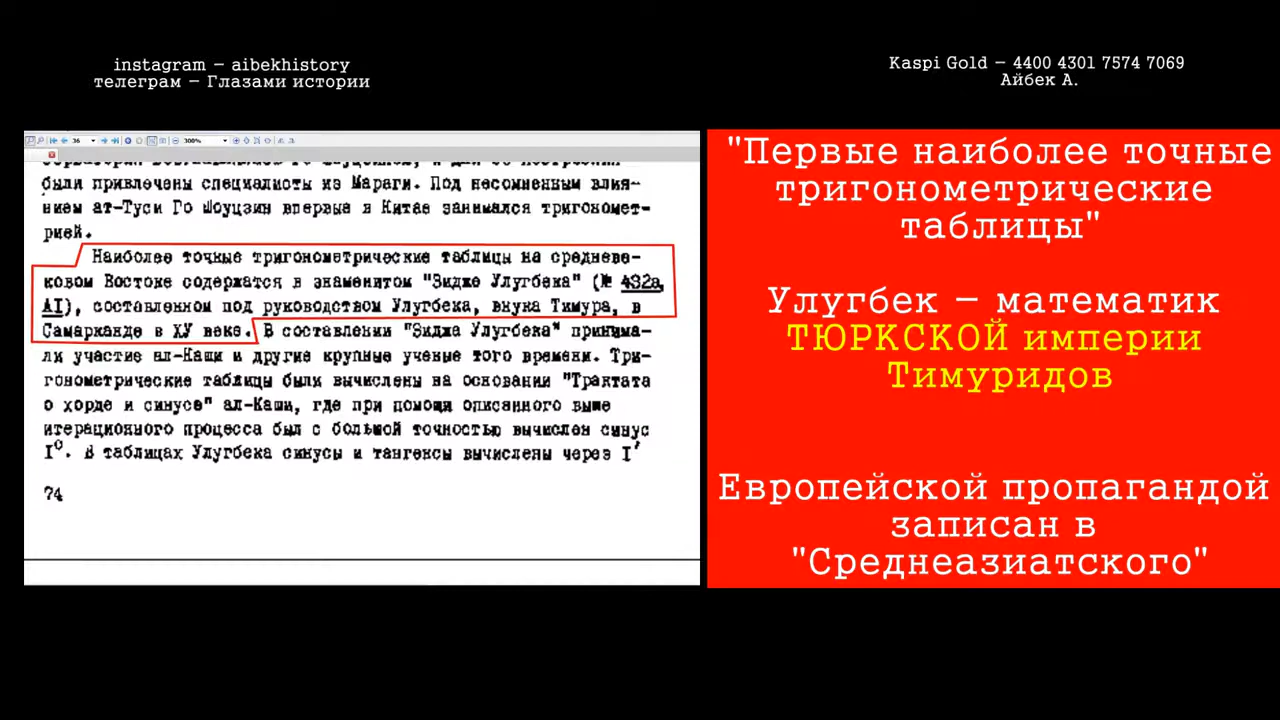 instagram – aibekhistory
телеграм – Глазами истории
Kaspi Gold – 4400 4301 7574 7069
Айбек А.
36
300%
были привлечены специалисты из Мараги. Под несомненным влия-
нием ат-Туси Го Шоуцзин впервые в Китае занимался тригономет-
рией.
Наиболее точные тригонометрические таблицы на средневе-
ковом Востоке содержатся в знаменитом "Зидже Улугбека" (№ 432а,
АI), составленном под руководством Улугбека, внука Тимура, в
Самарканде в ХУ веке. В составлении "Зиджа Улугбека" принима-
ли участие ал-Каши и другие крупные ученые того времени. Три-
гонометрические таблицы были вычислены на основании "Трактата
о хорде и синусе" ал-Каши, где при помощи описанного выше
итерационного процесса был с большой точностью вычислен синус
I°. В таблицах Улугбека синусы и тангенсы вычислены через I'
74
"Первые наиболее точные
тригонометрические
таблицы"
Улугбек – математик
ТЮРКСКОЙ империи
Тимуридов
Европейской пропагандой
записан в
"Среднеазиатского"